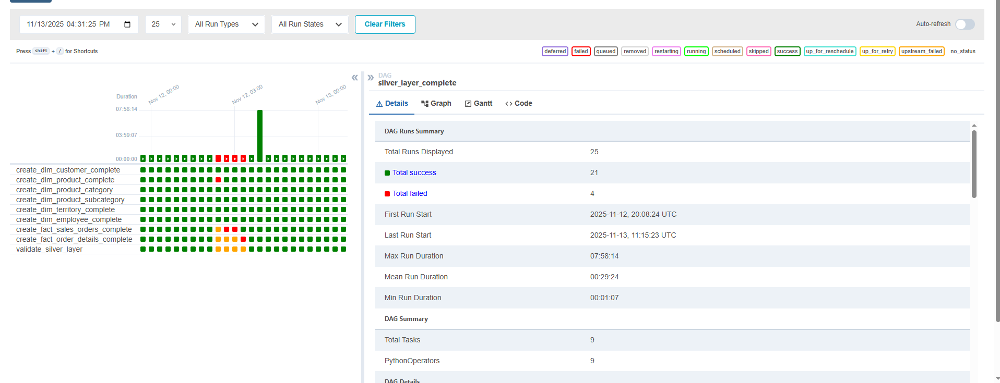 11/13/2025 04:31:25 PM
25
All Run Types
All Run States
Clear Filters
Auto-refresh
Press shift + / for Shortcuts
deferred failed queued removed restarting running scheduled skipped success up_for_reschedule up_for_retry upstream_failed no_status
Duration
Nov 12, 00:00
Nov 12, 03:00
Nov 13, 00:00
07:58:14
03:59:07
00:00:00
create_dim_customer_complete
create_dim_product_complete
create_dim_product_category
create_dim_product_subcategory
create_dim_territory_complete
create_dim_employee_complete
create_fact_sales_orders_complete
create_fact_order_details_complete
validate_silver_layer
DAG
silver_layer_complete
Details Graph Gantt Code
DAG Runs Summary
Total Runs Displayed 25
Total success 21
Total failed 4
First Run Start 2025-11-12, 20:08:24 UTC
Last Run Start 2025-11-13, 11:15:23 UTC
Max Run Duration 07:58:14
Mean Run Duration 00:29:24
Min Run Duration 00:01:07
DAG Summary
Total Tasks 9
PythonOperators 9
DAG Details